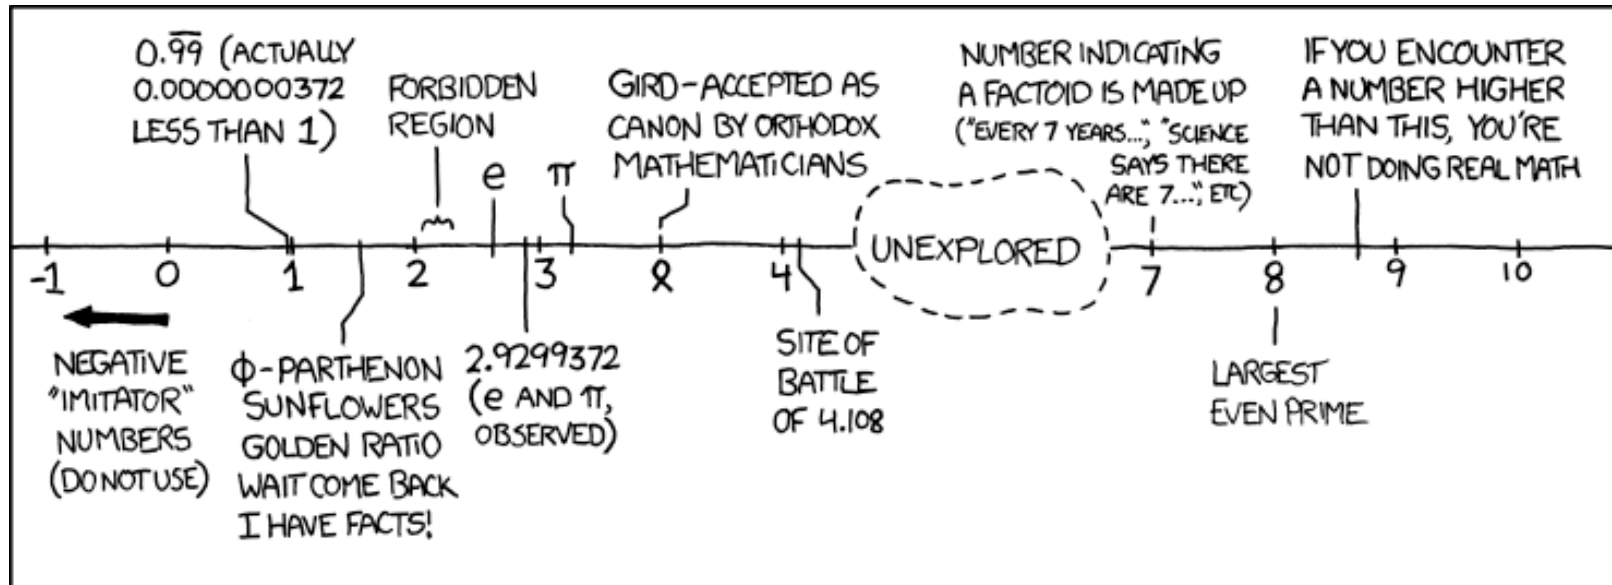 0.9̅9̅ (ACTUALLY
0.0000000372
LESS THAN 1)
FORBIDDEN
REGION
e
π
GIRD-ACCEPTED AS
CANON BY ORTHODOX
MATHEMATICIANS
NUMBER INDICATING
A FACTOID IS MADE UP
("EVERY 7 YEARS...", "SCIENCE
SAYS THERE
ARE 7...", ETC)
IF YOU ENCOUNTER
A NUMBER HIGHER
THAN THIS, YOU'RE
NOT DOING REAL MATH
UNEXPLORED
-1 0 1 2 3 4 7 8 9 10
NEGATIVE
"IMITATOR"
NUMBERS
(DO NOT USE)
ϕ-PARTHENON
SUNFLOWERS
GOLDEN RATIO
WAIT COME BACK
I HAVE FACTS!
2.9299372
(e AND π,
OBSERVED)
SITE OF
BATTLE
OF 4.108
LARGEST
EVEN PRIME